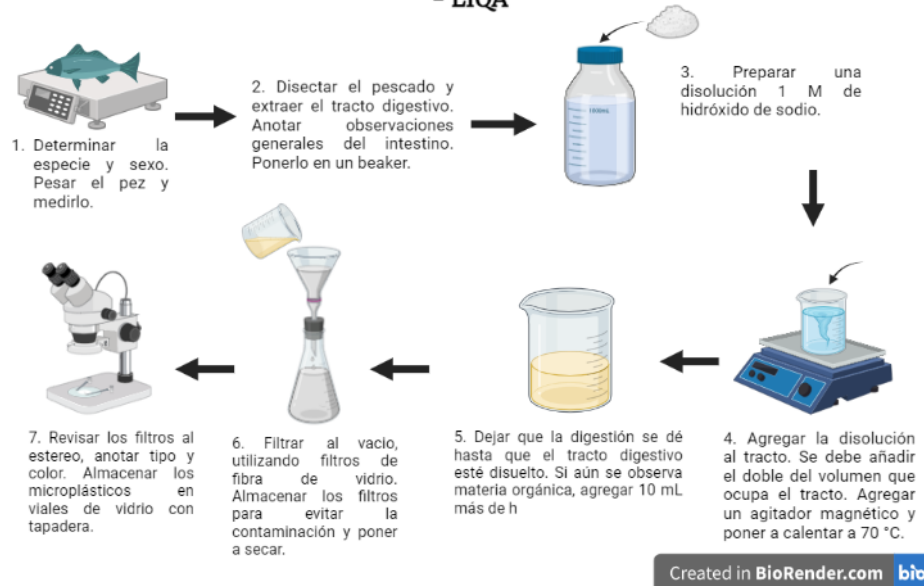 - LIQA
1. Determinar la
especie y sexo.
Pesar el pez y
medirlo.
2. Disectar el pescado y
extraer el tracto digestivo.
Anotar observaciones
generales del intestino.
Ponerlo en un beaker.
3. Preparar una
disolución 1 M de
hidróxido de sodio.
4. Agregar la disolución
al tracto. Se debe añadir
el doble del volumen que
ocupa el tracto. Agregar
un agitador magnético y
poner a calentar a 70 °C.
5. Dejar que la digestión se dé
hasta que el tracto digestivo
esté disuelto. Si aún se observa
materia orgánica, agregar 10 mL
más de h
6. Filtrar al vacio,
utilizando filtros de
fibra de vidrio.
Almacenar los filtros
para evitar la
contaminación y poner
a secar.
7. Revisar los filtros al
estereo, anotar tipo y
color. Almacenar los
microplásticos en
viales de vidrio con
tapadera.
Created in BioRender.com bio